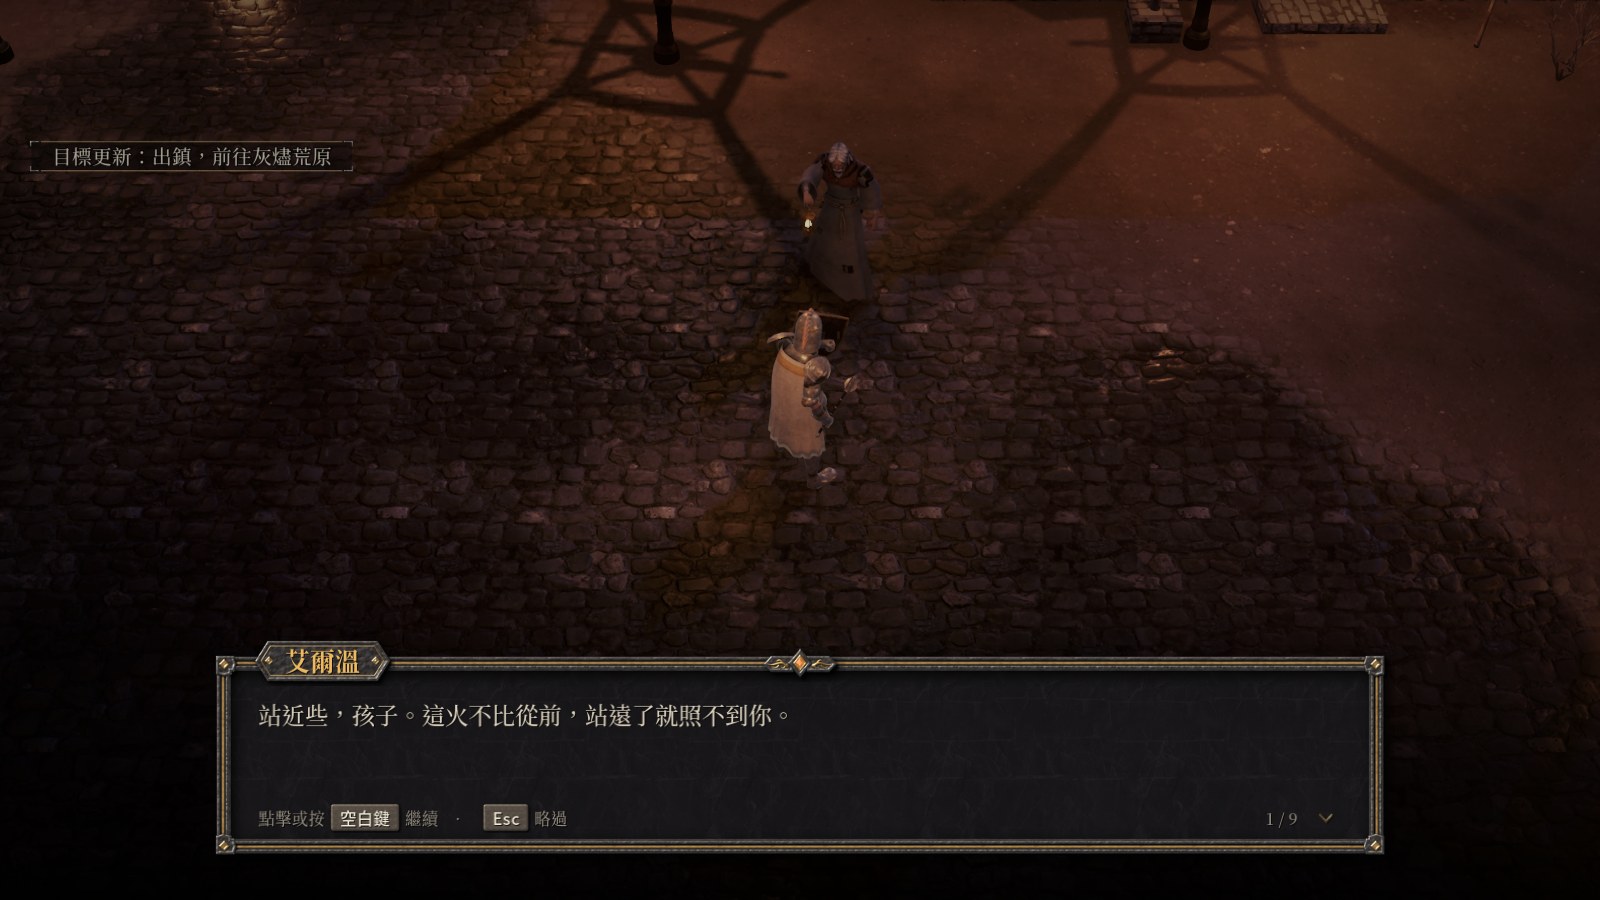 目標更新：出鎮，前往灰燼荒原
艾爾溫
站近些，孩子。這火不比從前，站遠了就照不到你。
點擊或按 空白鍵 繼續 · Esc 略過
1 / 9